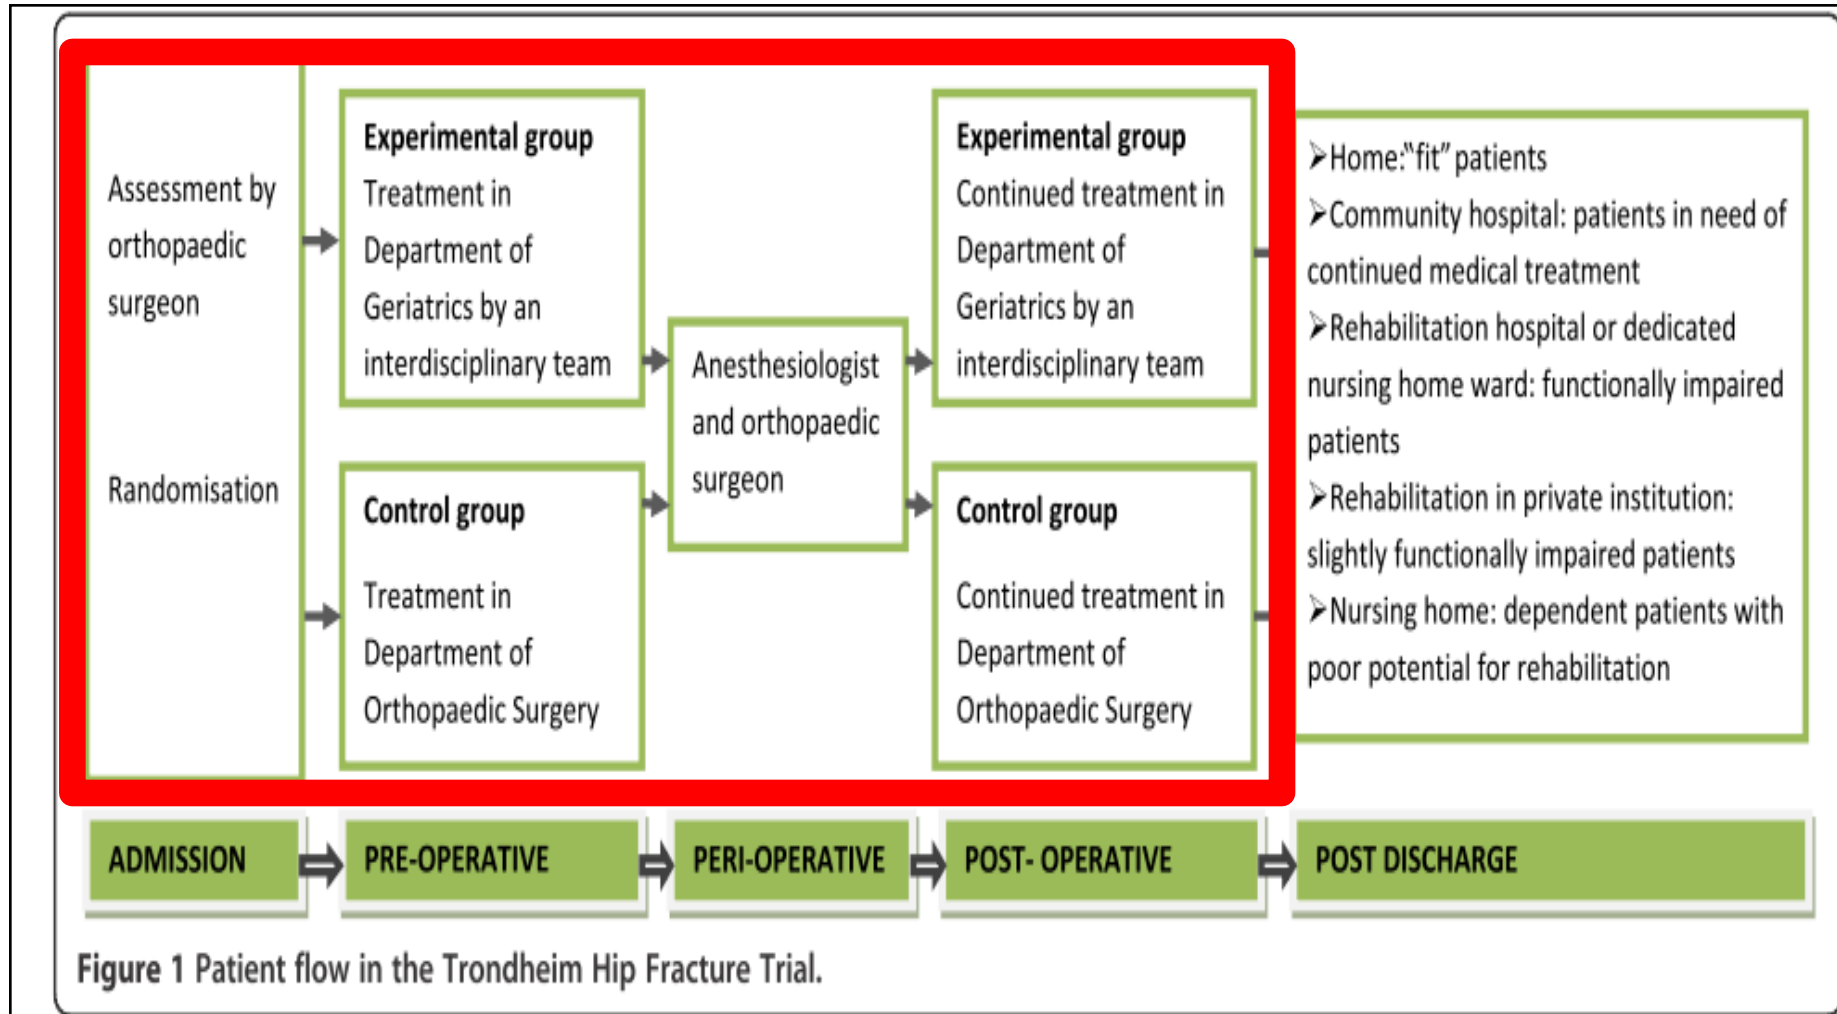 Assessment by
orthopaedic
surgeon
Randomisation
Experimental group
Treatment in
Department of
Geriatrics by an
interdisciplinary team
Control group
Treatment in
Department of
Orthopaedic Surgery
Anesthesiologist
and orthopaedic
surgeon
Experimental group
Continued treatment in
Department of
Geriatrics by an
interdisciplinary team
Control group
Continued treatment in
Department of
Orthopaedic Surgery
➤Home:"fit" patients
➤Community hospital: patients in need of
continued medical treatment
➤Rehabilitation hospital or dedicated
nursing home ward: functionally impaired
patients
➤Rehabilitation in private institution:
slightly functionally impaired patients
➤Nursing home: dependent patients with
poor potential for rehabilitation
ADMISSION
PRE-OPERATIVE
PERI-OPERATIVE
POST- OPERATIVE
POST DISCHARGE
Figure 1 Patient flow in the Trondheim Hip Fracture Trial.